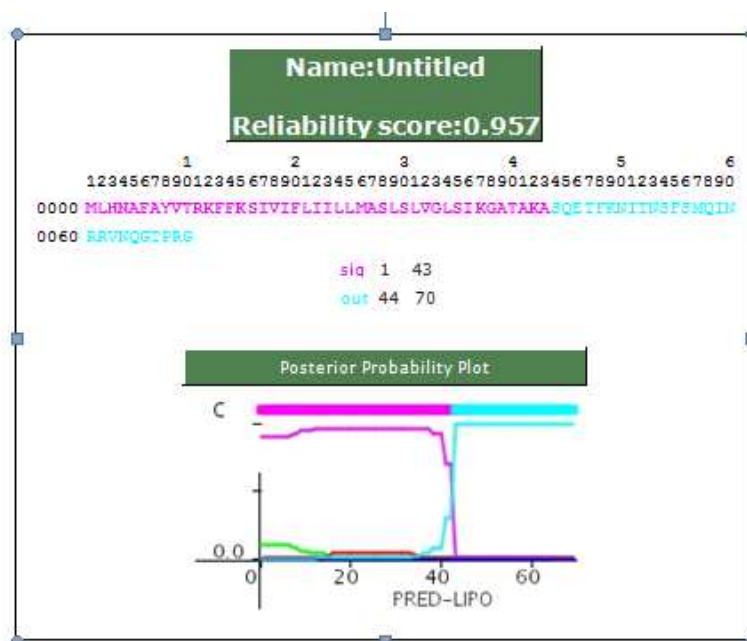 Name:Untitled
Reliability score:0.957
1 2 3 4 5 6
123456789012345678901234567890123456789012345678901234567890
0000 MLHNAFAYVTRKFFKSIVIFLIILLMASLSLVGLSIKGATAKASQETFKNITNSFSMQIN
0060 RRVNQGTPRG
sig 1 43
out 44 70
Posterior Probability Plot
C
0.0
0 20 40 60
PRED-LIPO